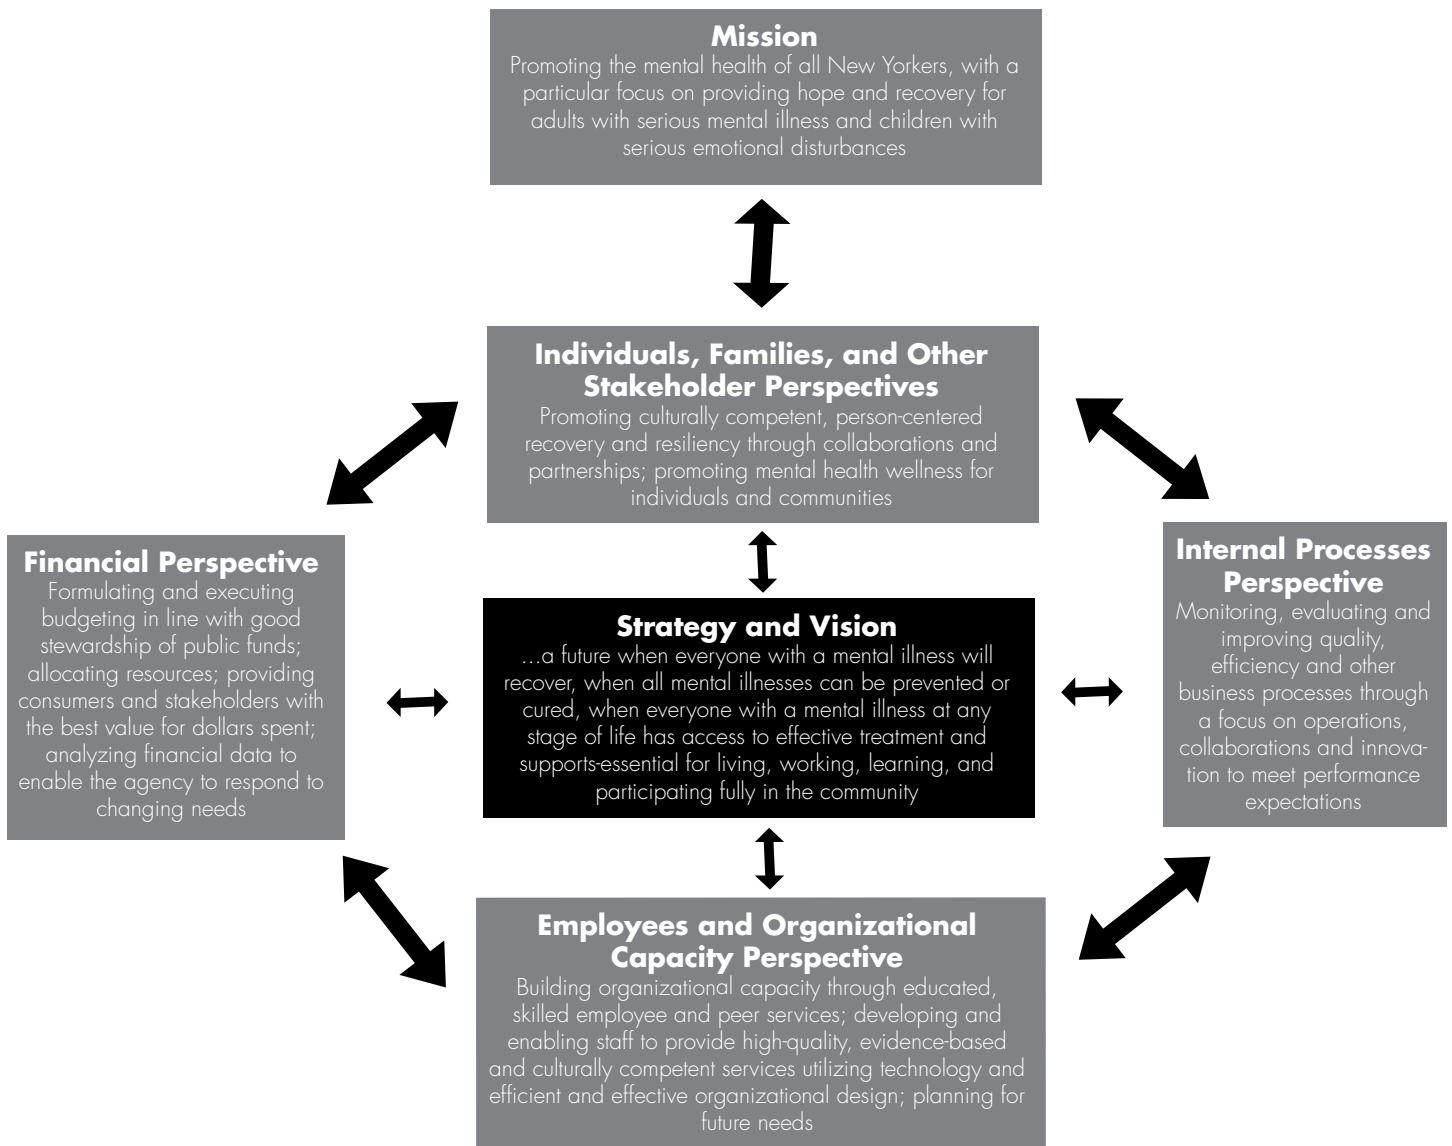 Mission
Promoting the mental health of all New Yorkers, with a
particular focus on providing hope and recovery for
adults with serious mental illness and children with
serious emotional disturbances
Individuals, Families, and Other
Stakeholder Perspectives
Promoting culturally competent, person-centered
recovery and resiliency through collaborations and
partnerships; promoting mental health wellness for
individuals and communities
Financial Perspective
Formulating and executing
budgeting in line with good
stewardship of public funds;
allocating resources; providing
consumers and stakeholders with
the best value for dollars spent;
analyzing financial data to
enable the agency to respond to
changing needs
Strategy and Vision
...a future when everyone with a mental illness will
recover, when all mental illnesses can be prevented or
cured, when everyone with a mental illness at any
stage of life has access to effective treatment and
supports-essential for living, working, learning, and
participating fully in the community
Internal Processes
Perspective
Monitoring, evaluating and
improving quality,
efficiency and other
business processes through
a focus on operations,
collaborations and innova-
tion to meet performance
expectations
Employees and Organizational
Capacity Perspective
Building organizational capacity through educated,
skilled employee and peer services; developing and
enabling staff to provide high-quality, evidence-based
and culturally competent services utilizing technology and
efficient and effective organizational design; planning for
future needs